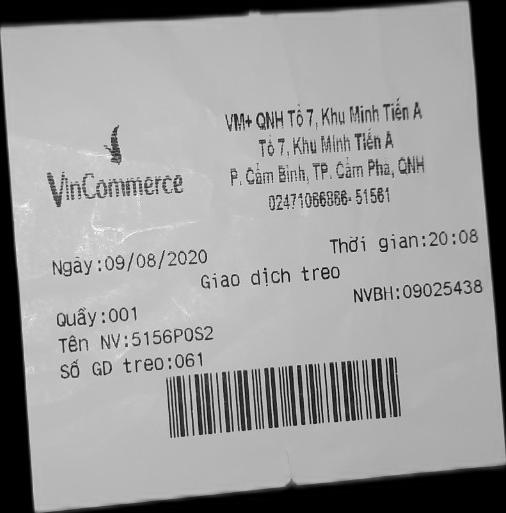 VM+ QNH Tổ 7, Khu Minh Tiến A
Tổ 7, Khu Minh Tiến A
P. Cẩm Bình, TP. Cẩm Phả, QNH
02471066866-51561
VinCommerce
Ngày:09/08/2020
Thời gian:20:08
Giao dịch treo
Quầy:001
NVBH:09025438
Tên NV:5156POS2
Số GD treo:061